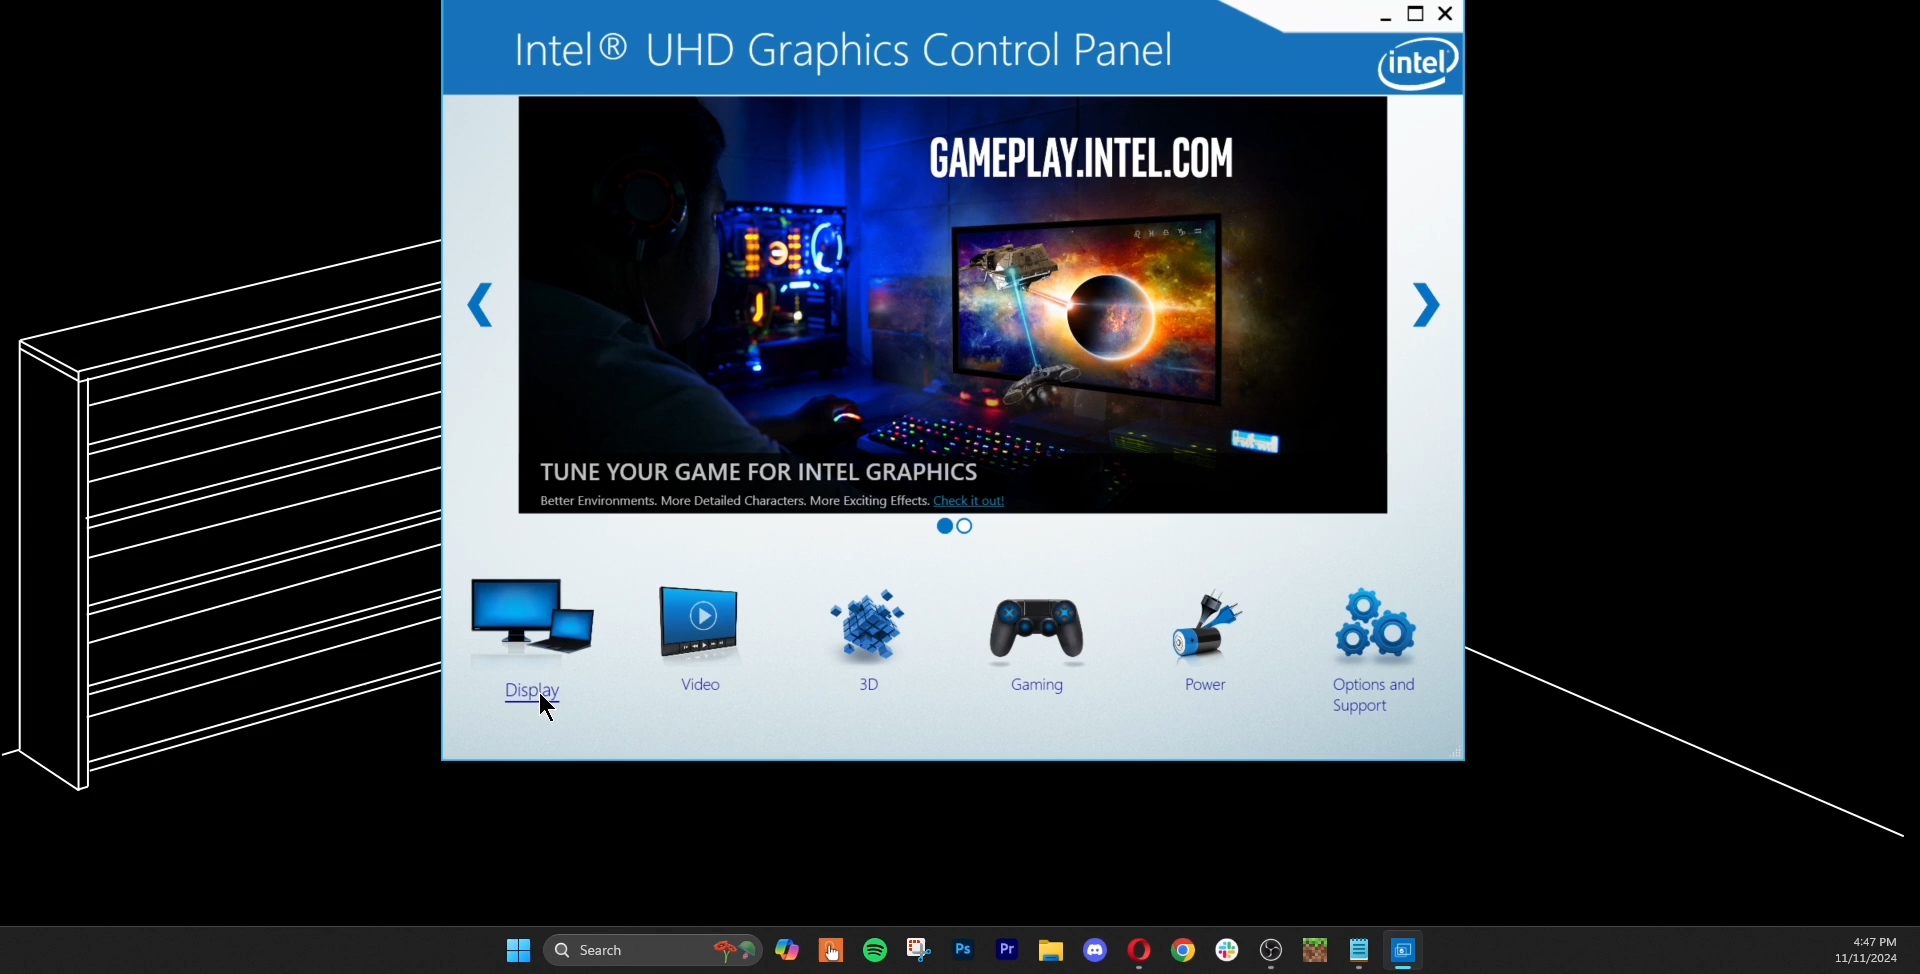 Intel® UHD Graphics Control Panel
intel
GAMEPLAY.INTEL.COM
TUNE YOUR GAME FOR INTEL GRAPHICS
Better Environments. More Detailed Characters. More Exciting Effects. Check it out!
Display
Video
3D
Gaming
Power
Options and
Support
Search
Ps
Pr
4:47 PM
11/11/2024